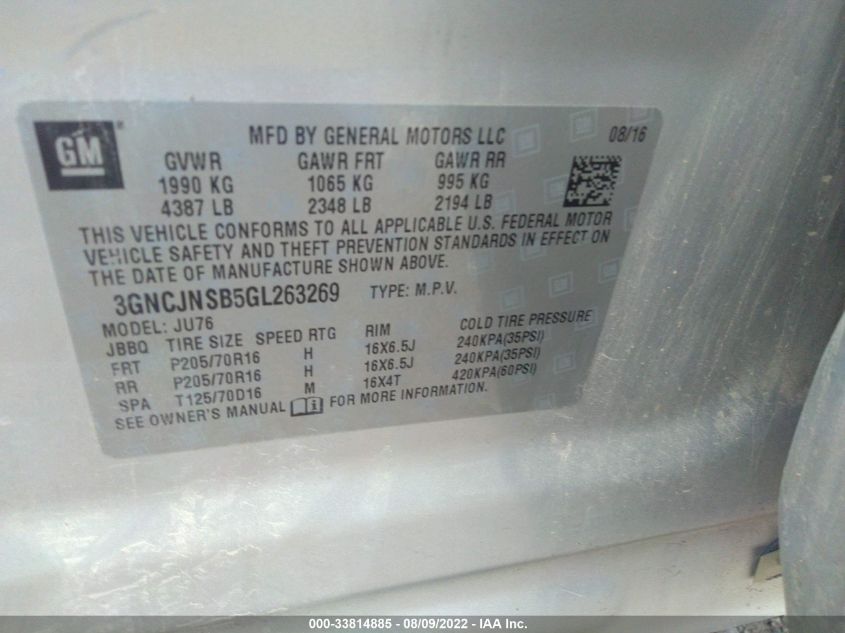 GM MFD BY GENERAL MOTORS LLC 08/16
GVWR GAWR FRT GAWR RR
1990 KG 1065 KG 995 KG
4387 LB 2348 LB 2194 LB
THIS VEHICLE CONFORMS TO ALL APPLICABLE U.S. FEDERAL MOTOR
VEHICLE SAFETY AND THEFT PREVENTION STANDARDS IN EFFECT ON
THE DATE OF MANUFACTURE SHOWN ABOVE.
3GNCJNSB5GL263269 TYPE: M.P.V.
MODEL: JU76
JBBQ TIRE SIZE SPEED RTG RIM COLD TIRE PRESSURE
FRT P205/70R16 H 16X6.5J 240KPA(35PSI)
RR P205/70R16 H 16X6.5J 240KPA(35PSI)
SPA T125/70D16 M 16X4T 420KPA(60PSI)
SEE OWNER'S MANUAL FOR MORE INFORMATION.
000-33814885 - 08/09/2022 - IAA Inc.